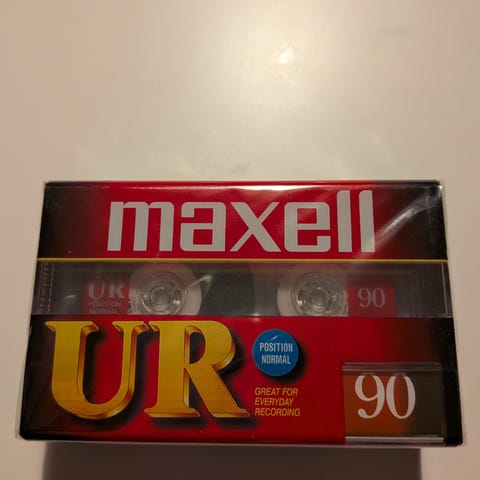 maxell
UR
POSITION
NORMAL
90
UR
POSITION
NORMAL
GREAT FOR
EVERYDAY
RECORDING
90